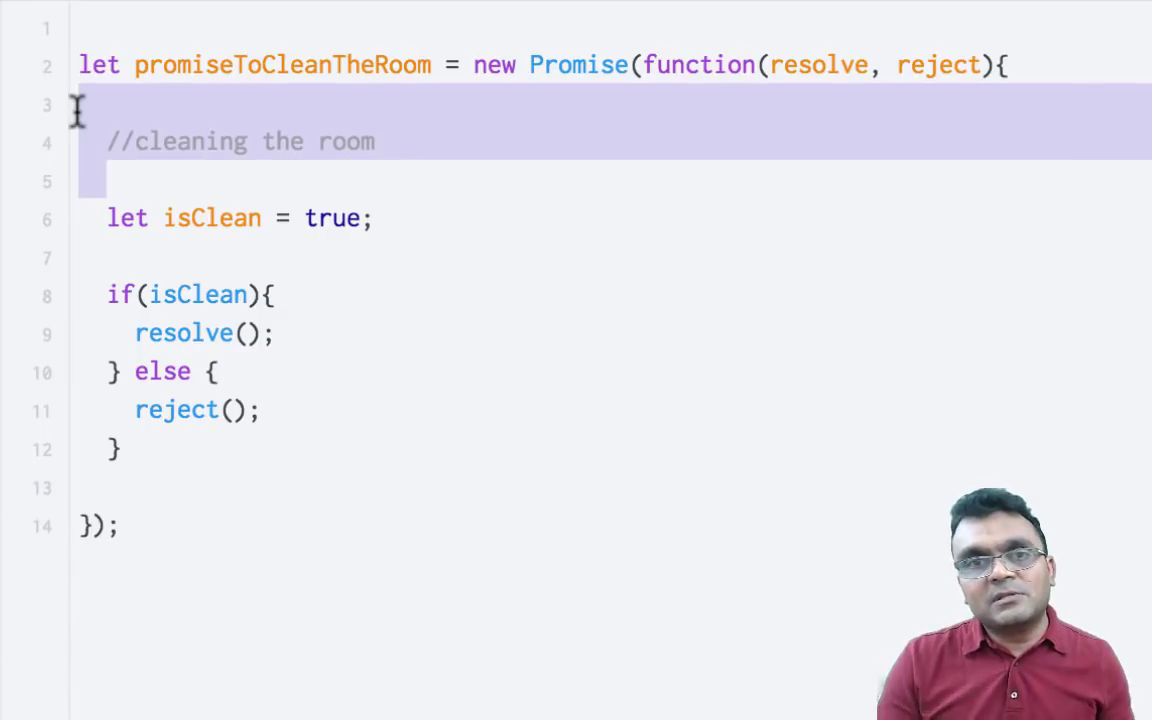 1
2 let promiseToCleanTheRoom = new Promise(function(resolve, reject){
3
4 //cleaning the room
5
6 let isClean = true;
7
8 if(isClean){
9 resolve();
10 } else {
11 reject();
12 }
13
14 });